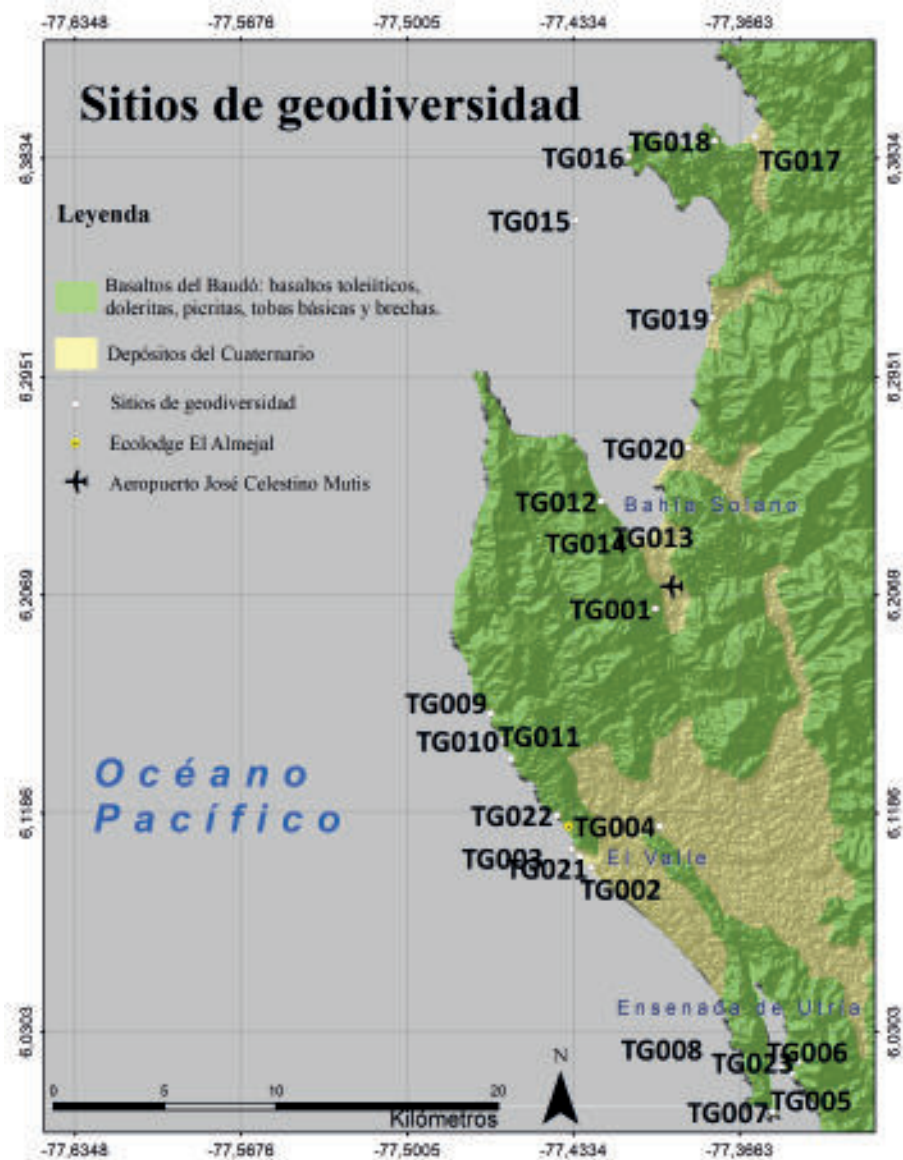 -77,6348 -77,5676 -77,5005 -77,4334 -77,3663
Sitios de geodiversidad
6,3834 6,3834
TG018
TG016
TG017
TG015
Leyenda
Basaltos del Baudó: basaltos toleiíticos,
doleritas, picritas, tobas básicas y brechas.
TG019
Depósitos del Cuaternario
6,2951 6,2951
Sitios de geodiversidad
Ecolodge El Almejal
TG020
Aeropuerto José Celestino Mutis
TG012
Bahía Solano
TG013
TG014
6,2069 6,2069
TG001
TG009
TG011
TG010
Océano
Pacífico
6,1186 6,1186
TG022
TG004
TG003
El Valle
TG021
TG002
Ensenada de Utría
6,0303 6,0303
TG008
TG006
TG023
N
0 5 10 20
TG005
TG007
Kilómetros
-77,6348 -77,5676 -77,5005 -77,4334 -77,3663